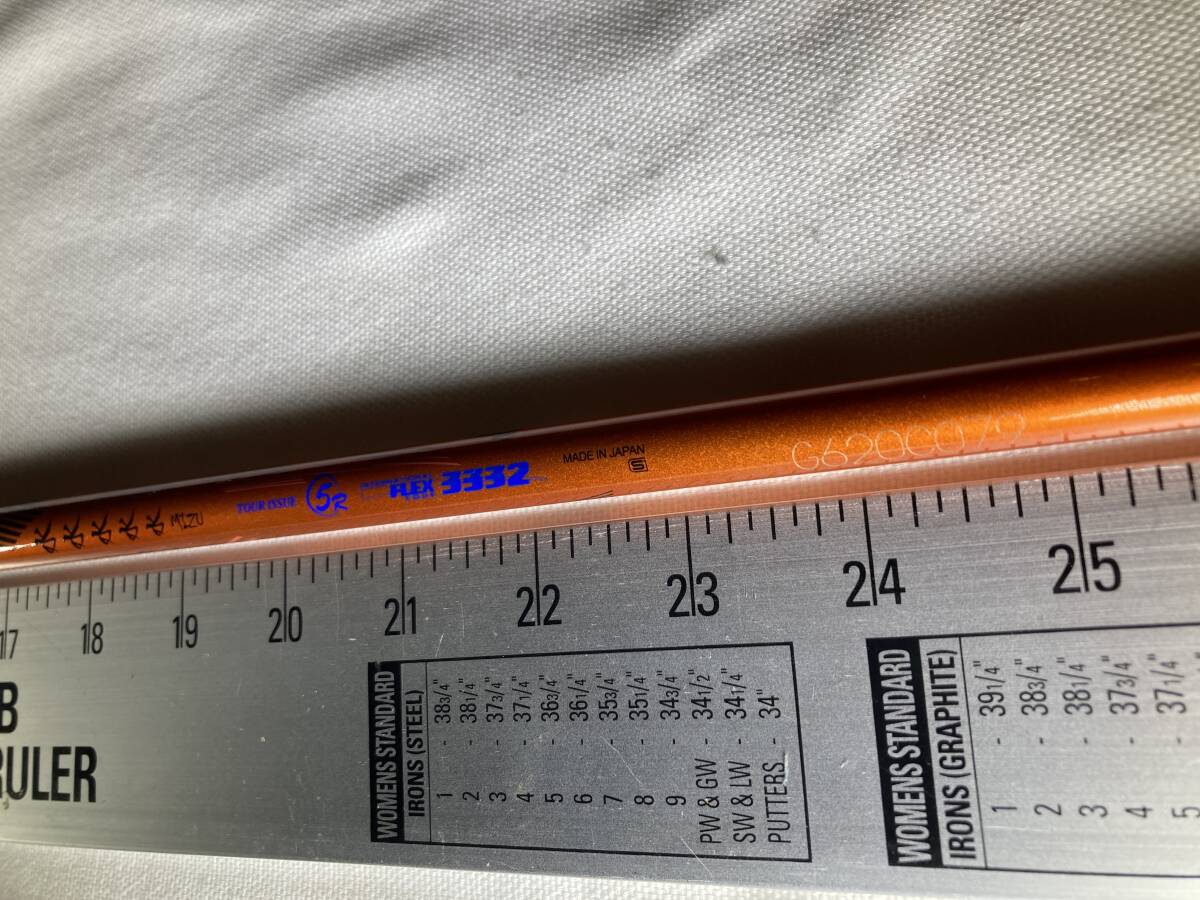 水 水 水 水 水 MIZU
TOUR ISSUE
5R
FLEX 3332
MADE IN JAPAN
S
17 18 19 20 21 22 23 24 25
B
RULER
WOMENS STANDARD
IRONS (STEEL)
1 - 38 3/4"
2 - 38 1/4"
3 - 37 3/4"
4 - 37 1/4"
5 - 36 3/4"
6 - 36 1/4"
7 - 35 3/4"
8 - 35 1/4"
9 - 34 3/4"
PW & GW - 34 1/2"
SW & LW - 34 1/4"
PUTTERS - 34"
WOMENS STANDARD
IRONS (GRAPHITE)
1 - 39 1/4"
2 - 38 3/4"
3 - 38 1/4"
4 - 37 3/4"
5 - 37 1/4"